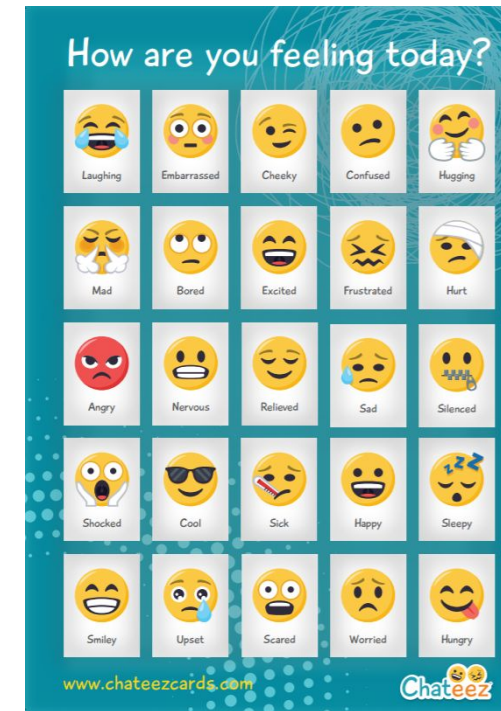 How are you feeling today?
Laughing Embarrassed Cheeky Confused Hugging
Mad Bored Excited Frustrated Hurt
Angry Nervous Relieved Sad Silenced
Shocked Cool Sick Happy Sleepy
zzz
Smiley Upset Scared Worried Hungry
www.chateezcards.com
Chateez